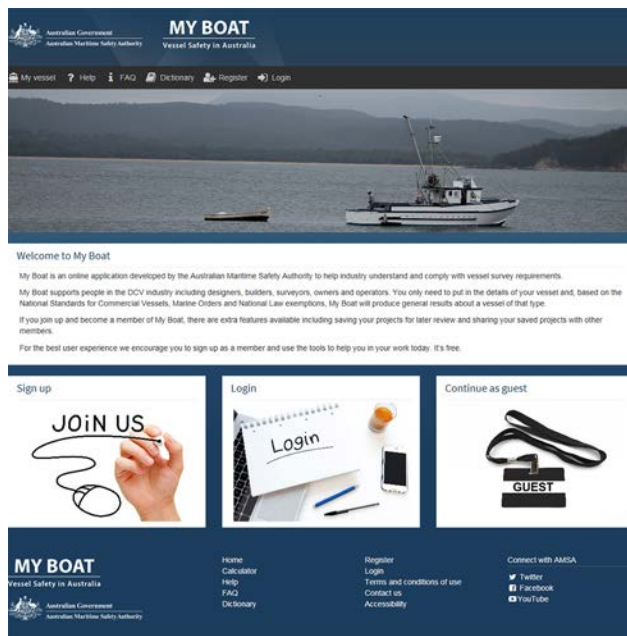 Australian Government
Australian Maritime Safety Authority
MY BOAT
Vessel Safety in Australia
My vessel ? Help i FAQ Dictionary Register Login
Welcome to My Boat
My Boat is an online application developed by the Australian Maritime Safety Authority to help industry understand and comply with vessel survey requirements.
My Boat supports people in the DCV industry including designers, builders, surveyors, owners and operators. You only need to put in the details of your vessel and, based on the
National Standards for Commercial Vessels, Marine Orders and National Law exemptions, My Boat will produce general results about a vessel of that type.
If you join up and become a member of My Boat, there are extra features available including saving your projects for later review and sharing your saved projects with other
members.
For the best user experience we encourage you to sign up as a member and use the tools to help you in your work today. It's free.
Sign up
JOiN US
Login
Login
Continue as guest
GUEST
MY BOAT
Vessel Safety in Australia
Australian Government
Australian Maritime Safety Authority
Home
Calculator
Help
FAQ
Dictionary
Register
Login
Terms and conditions of use
Contact us
Accessibility
Connect with AMSA
Twitter
Facebook
YouTube